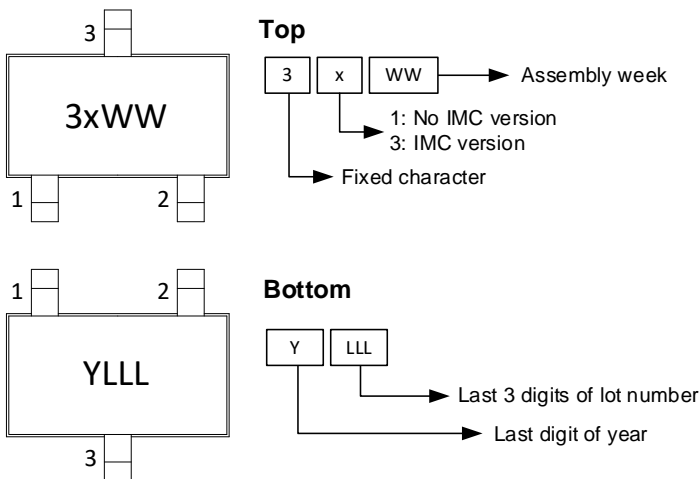 3
Top
3 x WW
Assembly week
3xWW
1: No IMC version
3: IMC version
Fixed character
1 2
1 2
Bottom
Y LLL
YLLL
Last 3 digits of lot number
Last digit of year
3